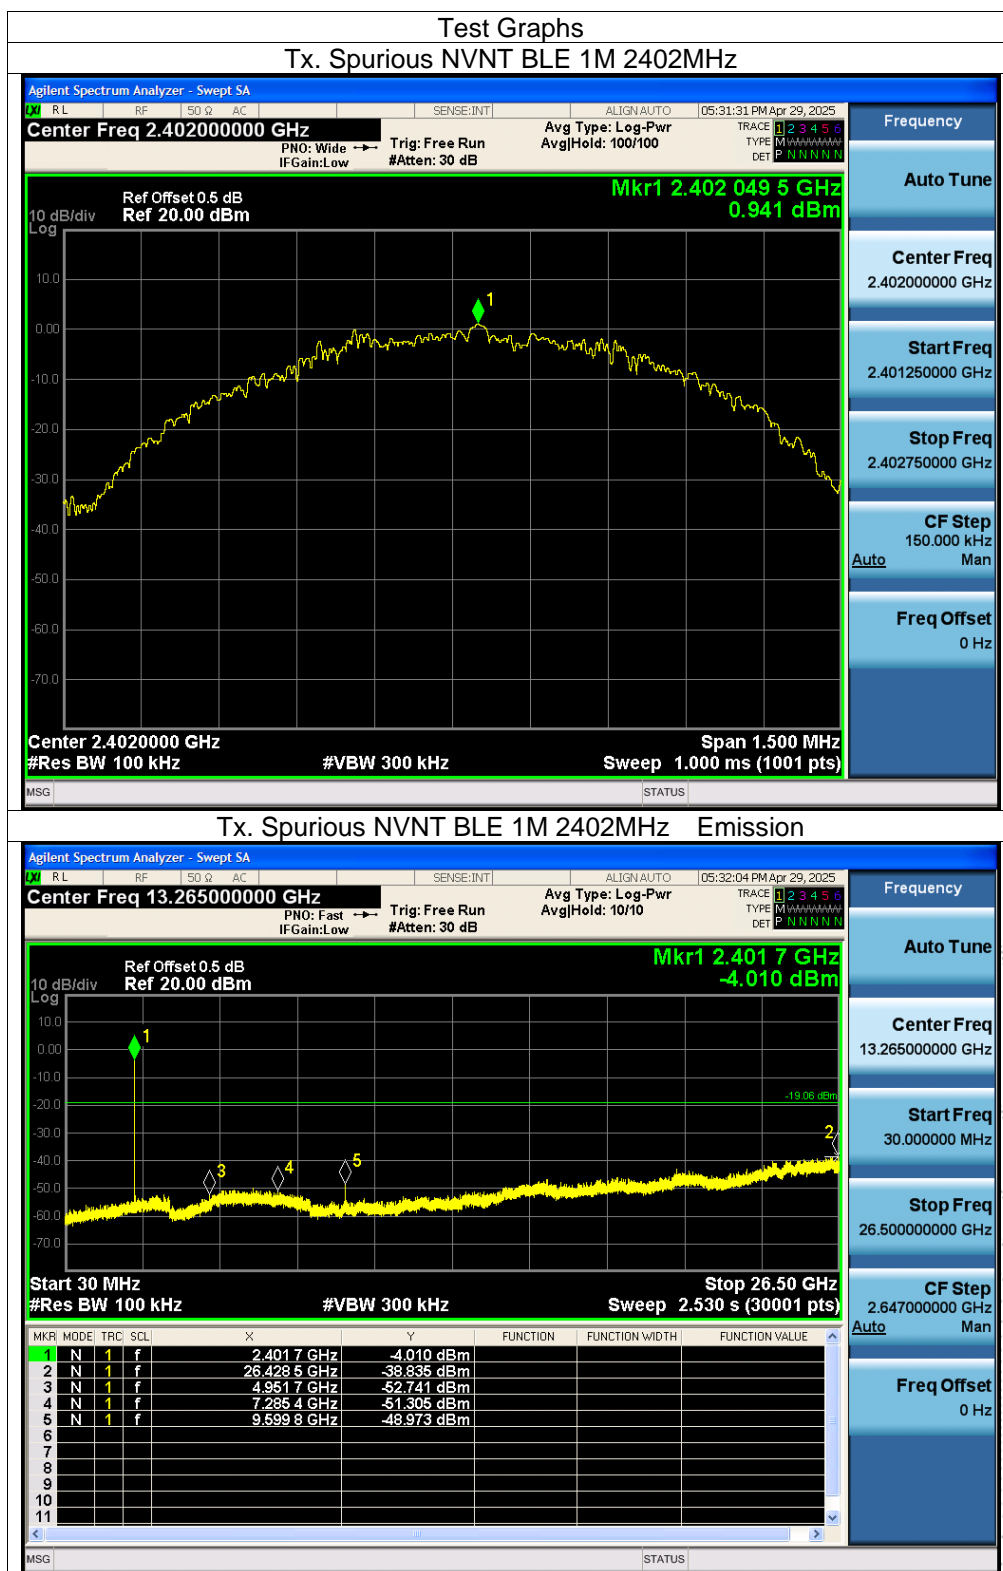 Test Graphs
Tx. Spurious NVNT BLE 1M 2402MHz
Agilent Spectrum Analyzer - Swept SA
LXI RL RF 50 Ω AC SENSE:INT ALIGNAUTO 05:31:31 PM Apr 29, 2025
Center Freq 2.402000000 GHz
PNO: Wide
IFGain:Low
Trig: Free Run
#Atten: 30 dB
Avg Type: Log-Pwr
Avg|Hold: 100/100
TRACE 1 2 3 4 5 6
TYPE M WWWWW
DET P N N N N N
Frequency
Auto Tune
Center Freq
2.402000000 GHz
Start Freq
2.401250000 GHz
Stop Freq
2.402750000 GHz
CF Step
150.000 kHz
Auto Man
Freq Offset
0 Hz
Mkr1 2.402 049 5 GHz
0.941 dBm
Ref Offset 0.5 dB
10 dB/div Ref 20.00 dBm
Log
1
10.0
0.00
-10.0
-20.0
-30.0
-40.0
-50.0
-60.0
-70.0
Center 2.4020000 GHz Span 1.500 MHz
#Res BW 100 kHz #VBW 300 kHz Sweep 1.000 ms (1001 pts)
MSG STATUS
Tx. Spurious NVNT BLE 1M 2402MHz Emission
Agilent Spectrum Analyzer - Swept SA
LXI RL RF 50 Ω AC SENSE:INT ALIGNAUTO 05:32:04 PM Apr 29, 2025
Center Freq 13.265000000 GHz
PNO: Fast
IFGain:Low
Trig: Free Run
#Atten: 30 dB
Avg Type: Log-Pwr
Avg|Hold: 10/10
TRACE 1 2 3 4 5 6
TYPE M WWWWW
DET P N N N N N
Frequency
Auto Tune
Center Freq
13.265000000 GHz
Start Freq
30.000000 MHz
Stop Freq
26.500000000 GHz
CF Step
2.647000000 GHz
Auto Man
Freq Offset
0 Hz
Mkr1 2.401 7 GHz
-4.010 dBm
Ref Offset 0.5 dB
10 dB/div Ref 20.00 dBm
Log
10.0
0.00
-10.0
-20.0
-30.0
-40.0
-50.0
-60.0
-70.0
1
-19.06 dBm
2
3
4
5
Start 30 MHz Stop 26.50 GHz
#Res BW 100 kHz #VBW 300 kHz Sweep 2.530 s (30001 pts)
MKR MODE TRC SCL X Y FUNCTION FUNCTION WIDTH FUNCTION VALUE
1 N 1 f 2.401 7 GHz -4.010 dBm
2 N 1 f 26.428 5 GHz -38.835 dBm
3 N 1 f 4.951 7 GHz -52.741 dBm
4 N 1 f 7.285 4 GHz -51.305 dBm
5 N 1 f 9.599 8 GHz -48.973 dBm
6
7
8
9
10
11
MSG STATUS